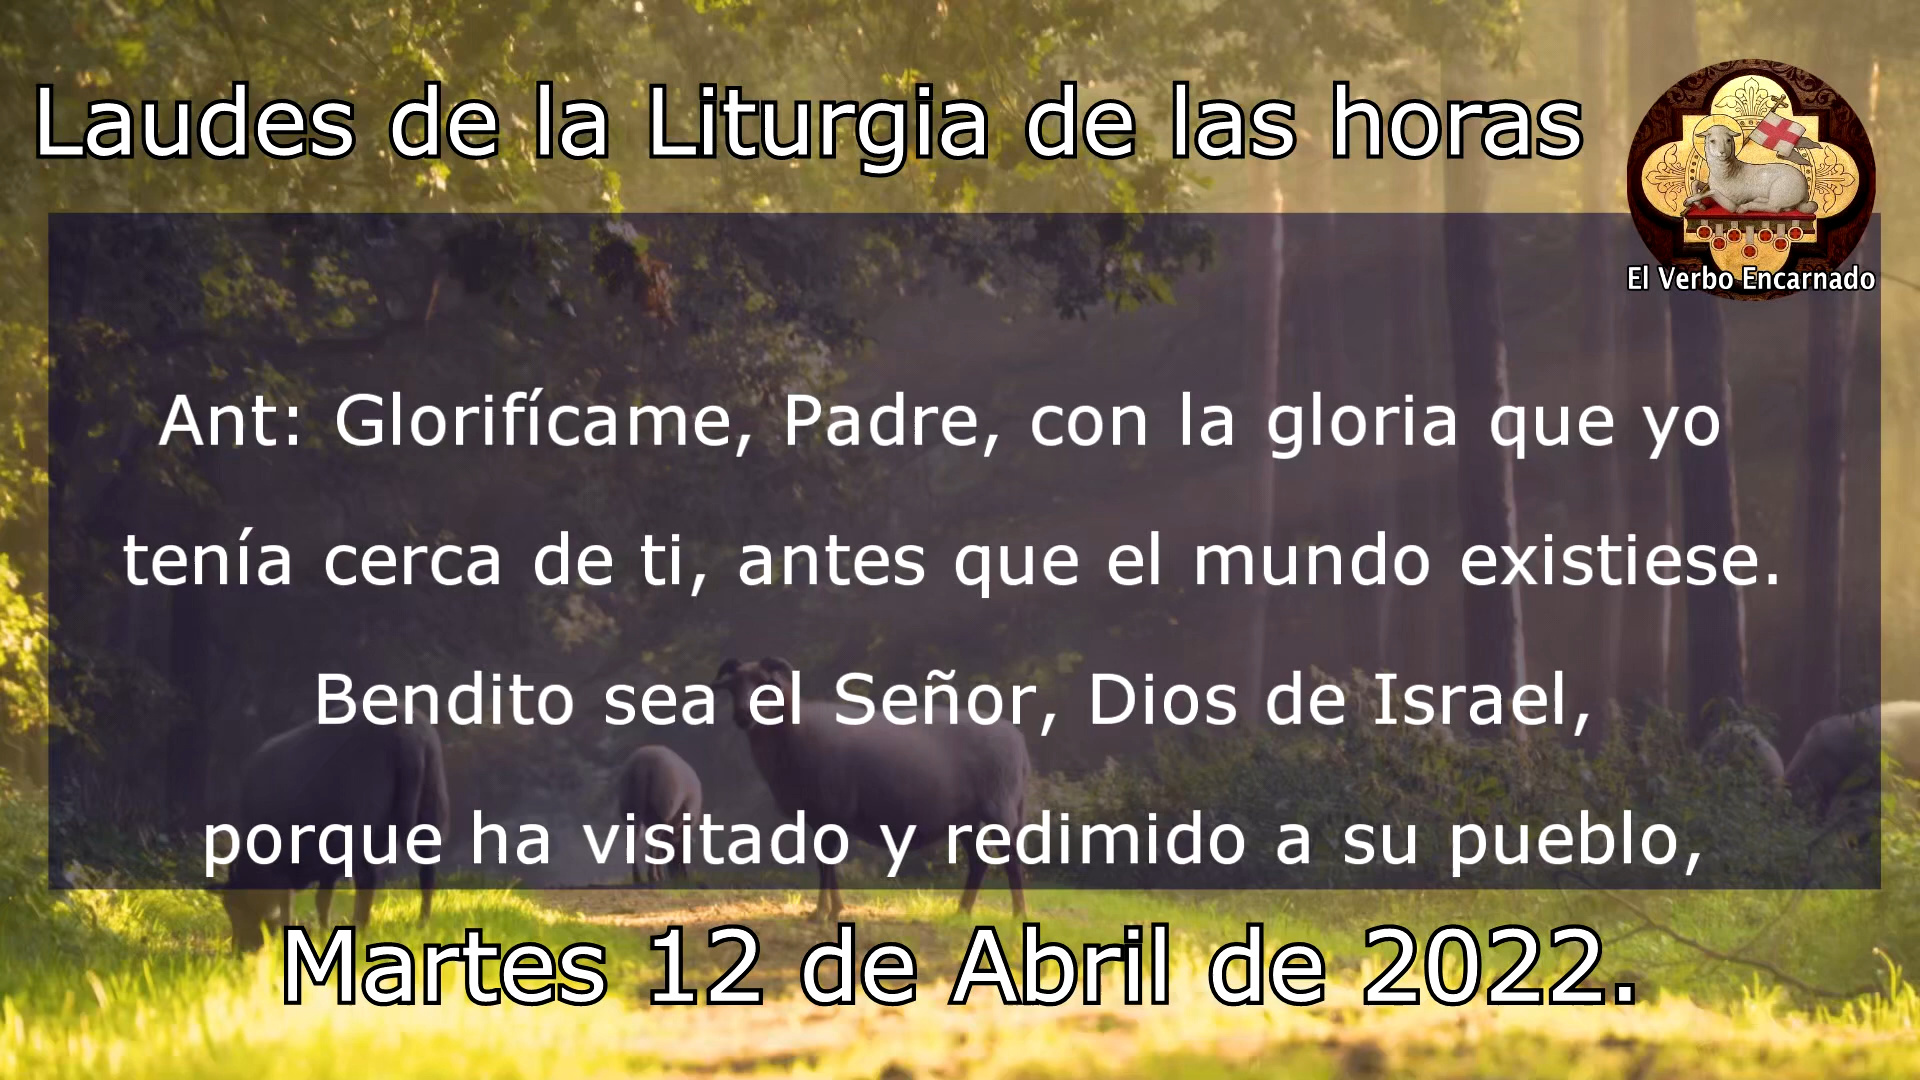 Laudes de la Liturgia de las horas
El Verbo Encarnado
Ant: Glorifícame, Padre, con la gloria que yo
tenía cerca de ti, antes que el mundo existiese.
Bendito sea el Señor, Dios de Israel,
porque ha visitado y redimido a su pueblo,
Martes 12 de Abril de 2022.